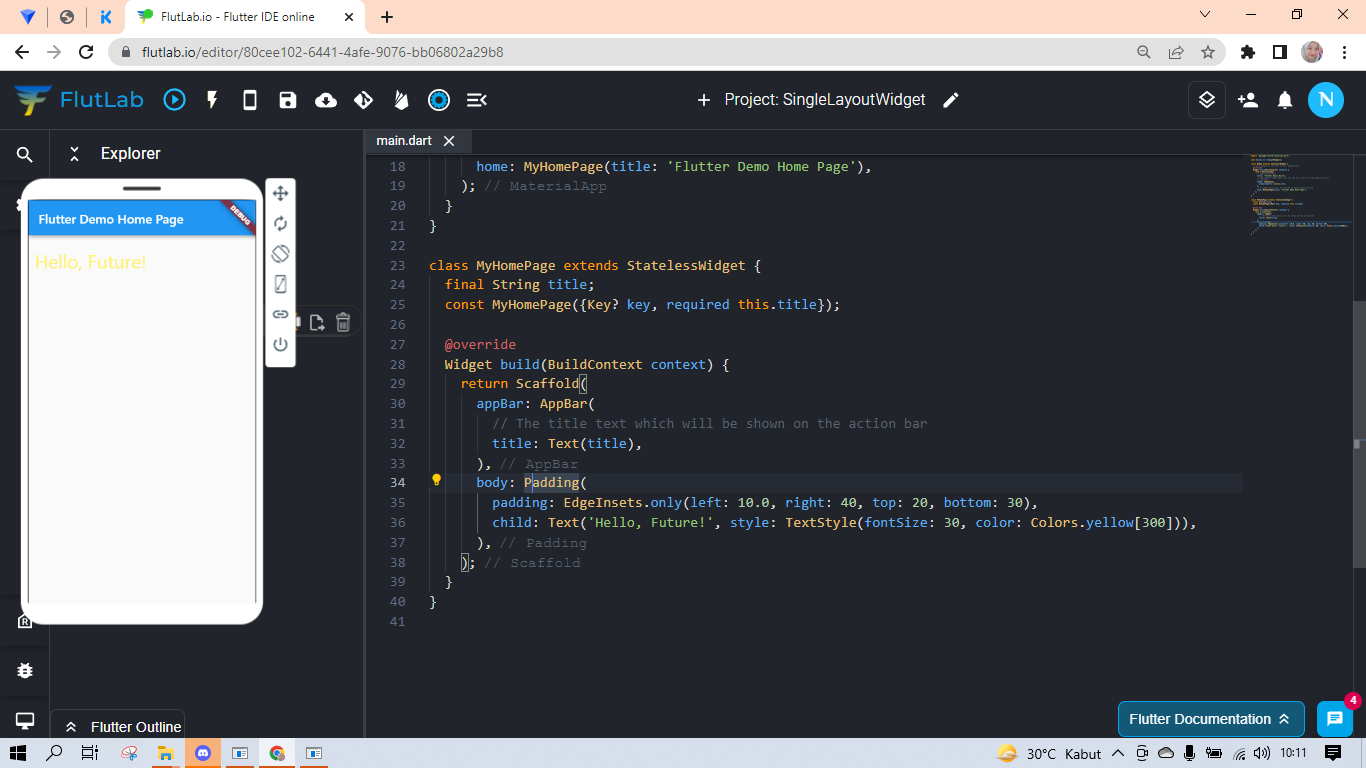 FlutLab.io - Flutter IDE online
flutlab.io/editor/80cee102-6441-4afe-9076-bb06802a29b8
FlutLab
Project: SingleLayoutWidget
N
Explorer
main.dart
Flutter Demo Home Page
DEBUG
Hello, Future!
18 home: MyHomePage(title: 'Flutter Demo Home Page'),
19 ); // MaterialApp
20 }
21 }
22
23 class MyHomePage extends StatelessWidget {
24 final String title;
25 const MyHomePage({Key? key, required this.title});
26
27 @override
28 Widget build(BuildContext context) {
29 return Scaffold(
30 appBar: AppBar(
31 // The title text which will be shown on the action bar
32 title: Text(title),
33 ), // AppBar
34 body: Padding(
35 padding: EdgeInsets.only(left: 10.0, right: 40, top: 20, bottom: 30),
36 child: Text('Hello, Future!', style: TextStyle(fontSize: 30, color: Colors.yellow[300])),
37 ), // Padding
38 ); // Scaffold
39 }
40 }
41
Flutter Outline
Flutter Documentation
4
30°C Kabut
10:11